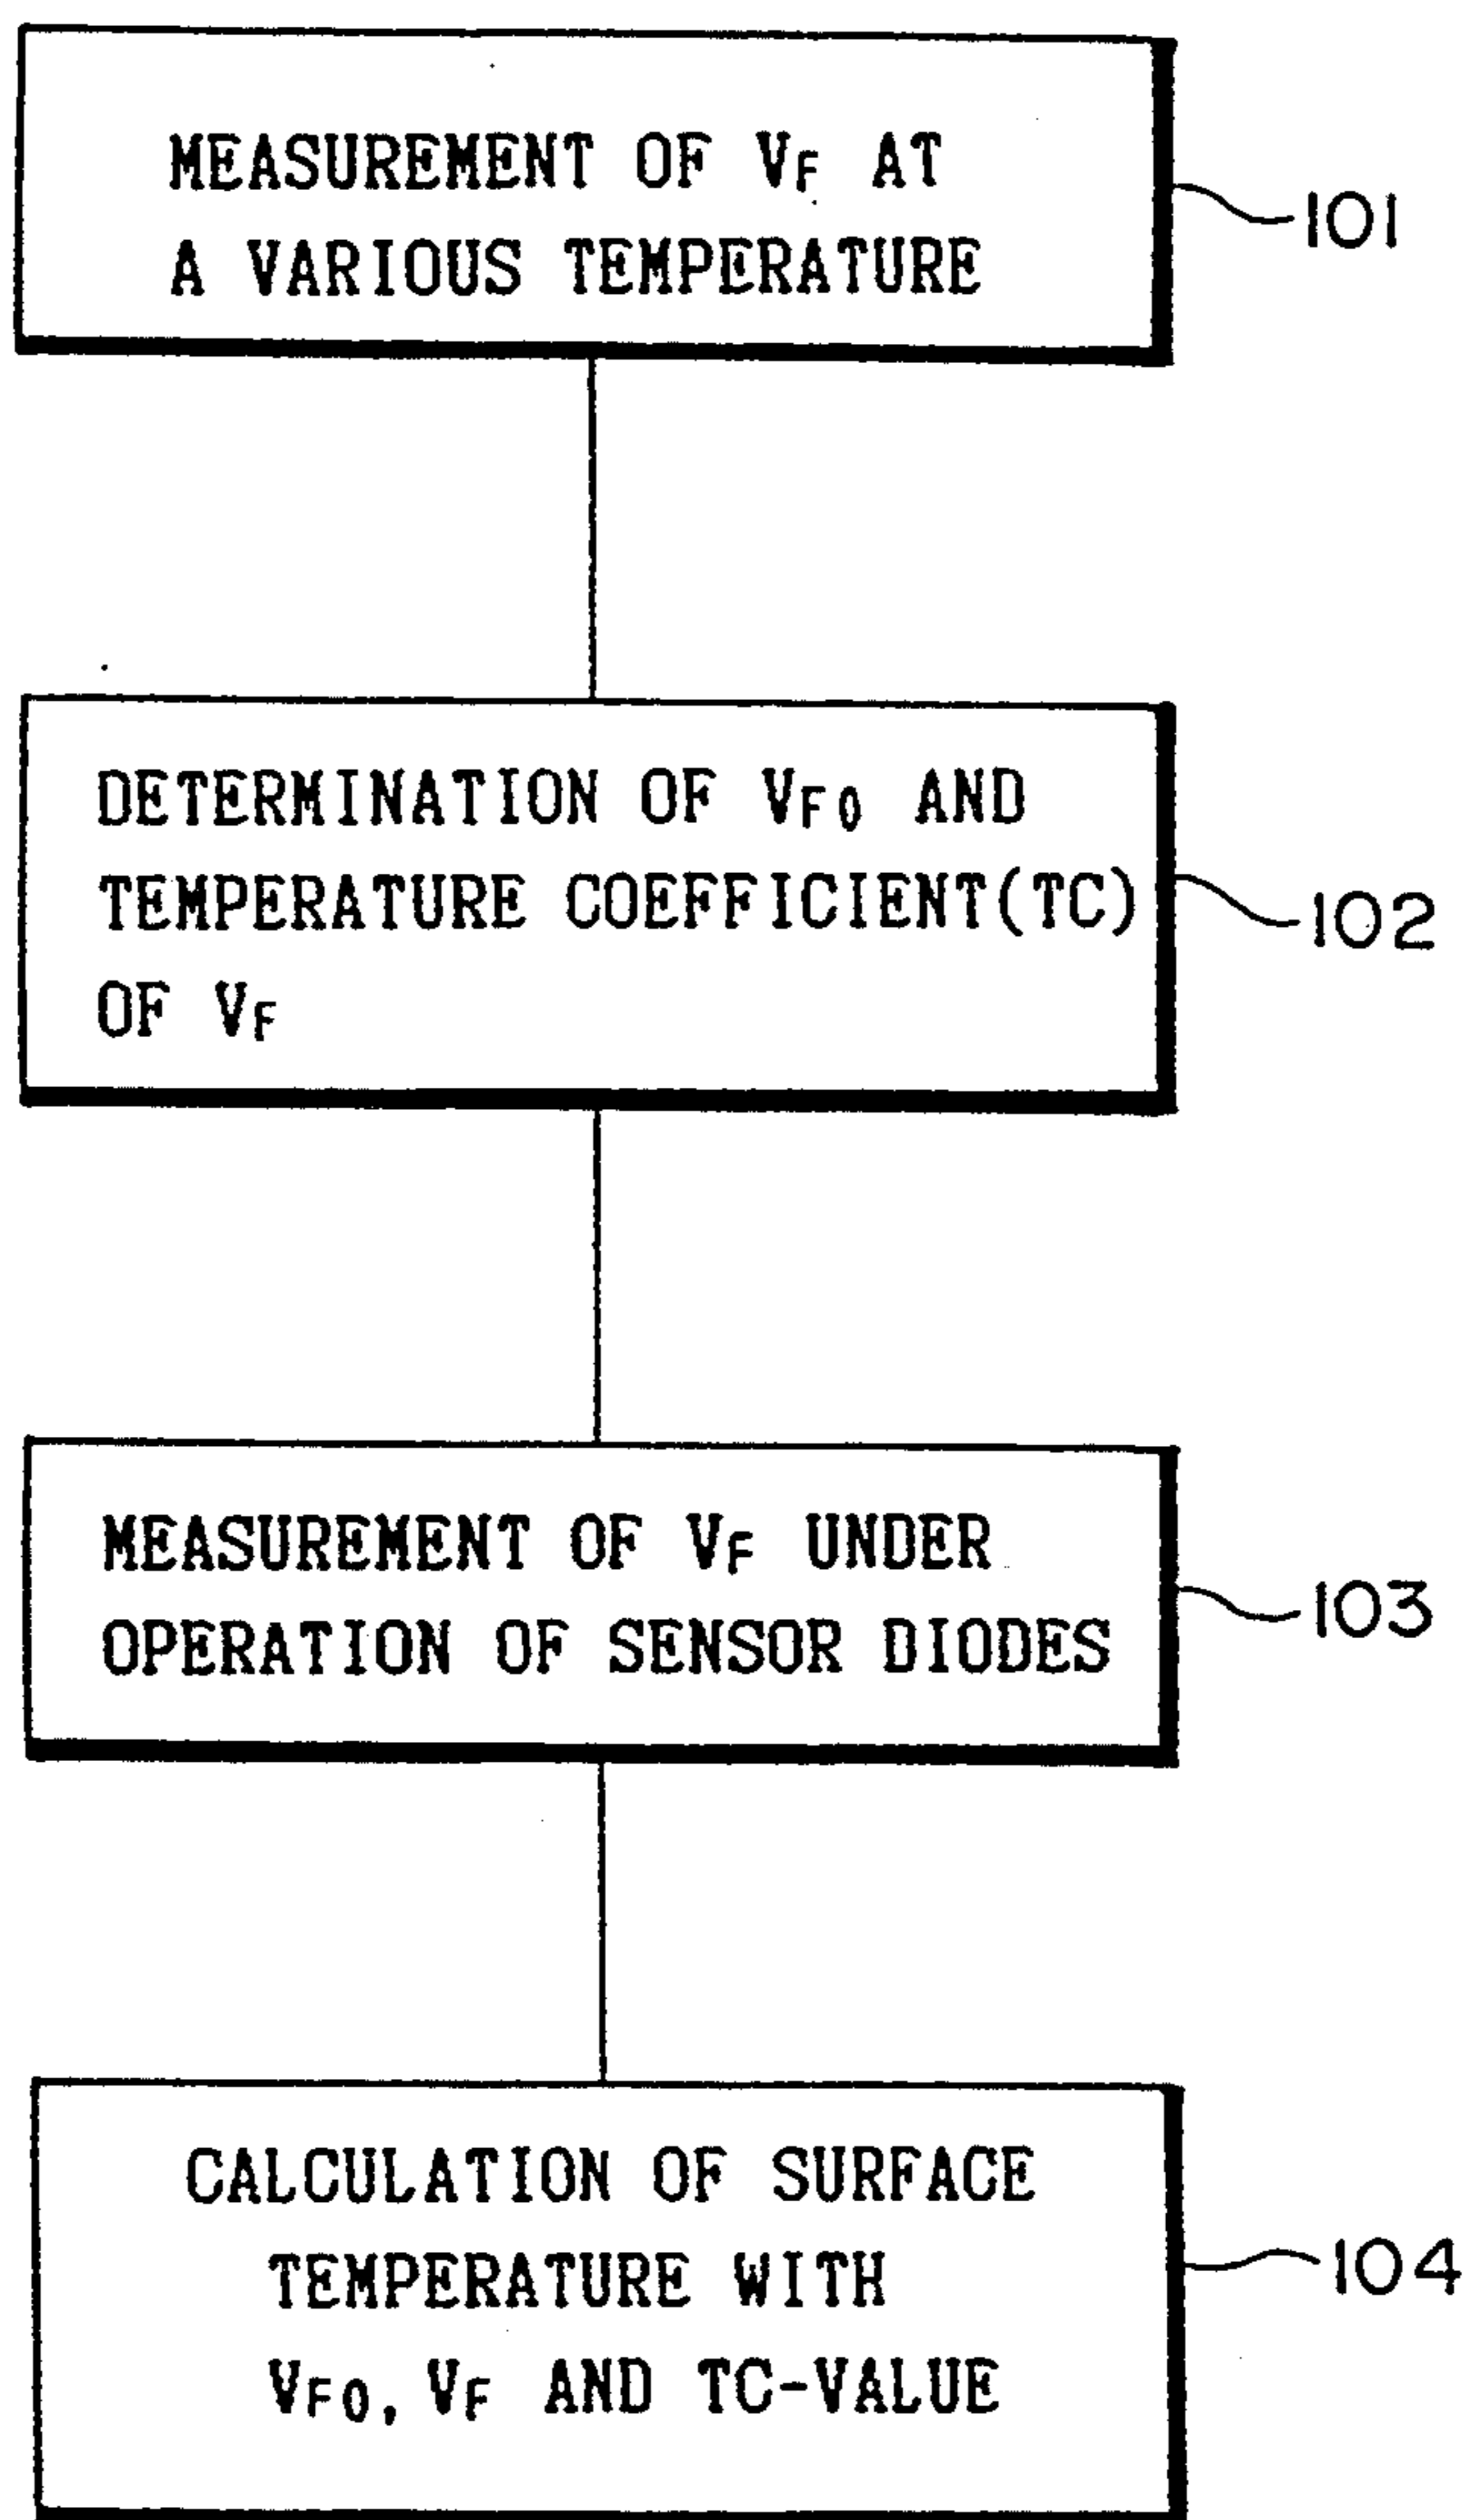 MEASUREMENT OF VF AT
A VARIOUS TEMPERATURE
101
DETERMINATION OF VF0 AND
TEMPERATURE COEFFICIENT(TC)
OF VF
102
MEASUREMENT OF VF UNDER
OPERATION OF SENSOR DIODES
103
CALCULATION OF SURFACE
TEMPERATURE WITH
VF0, VF AND TC-VALUE
104